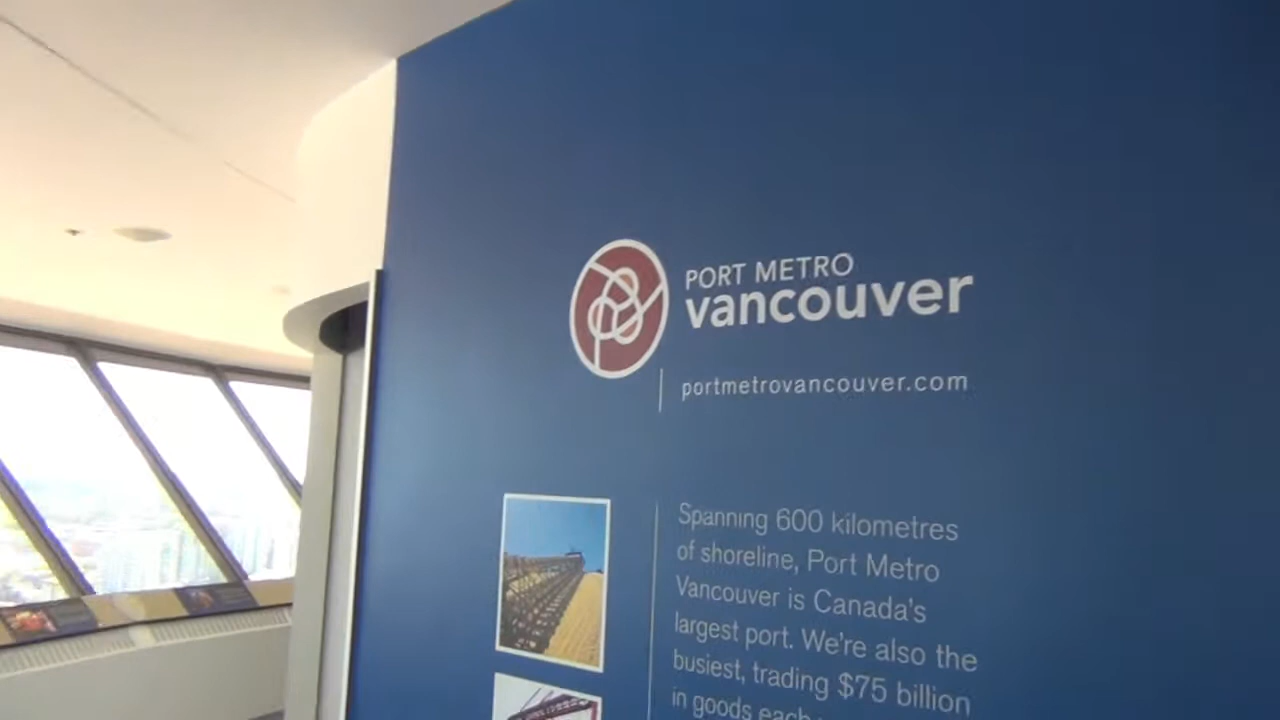 PORT METRO
vancouver
portmetrovancouver.com
Spanning 600 kilometres
of shoreline, Port Metro
Vancouver is Canada's
largest port. We're also the
busiest, trading $75 billion
in goods each